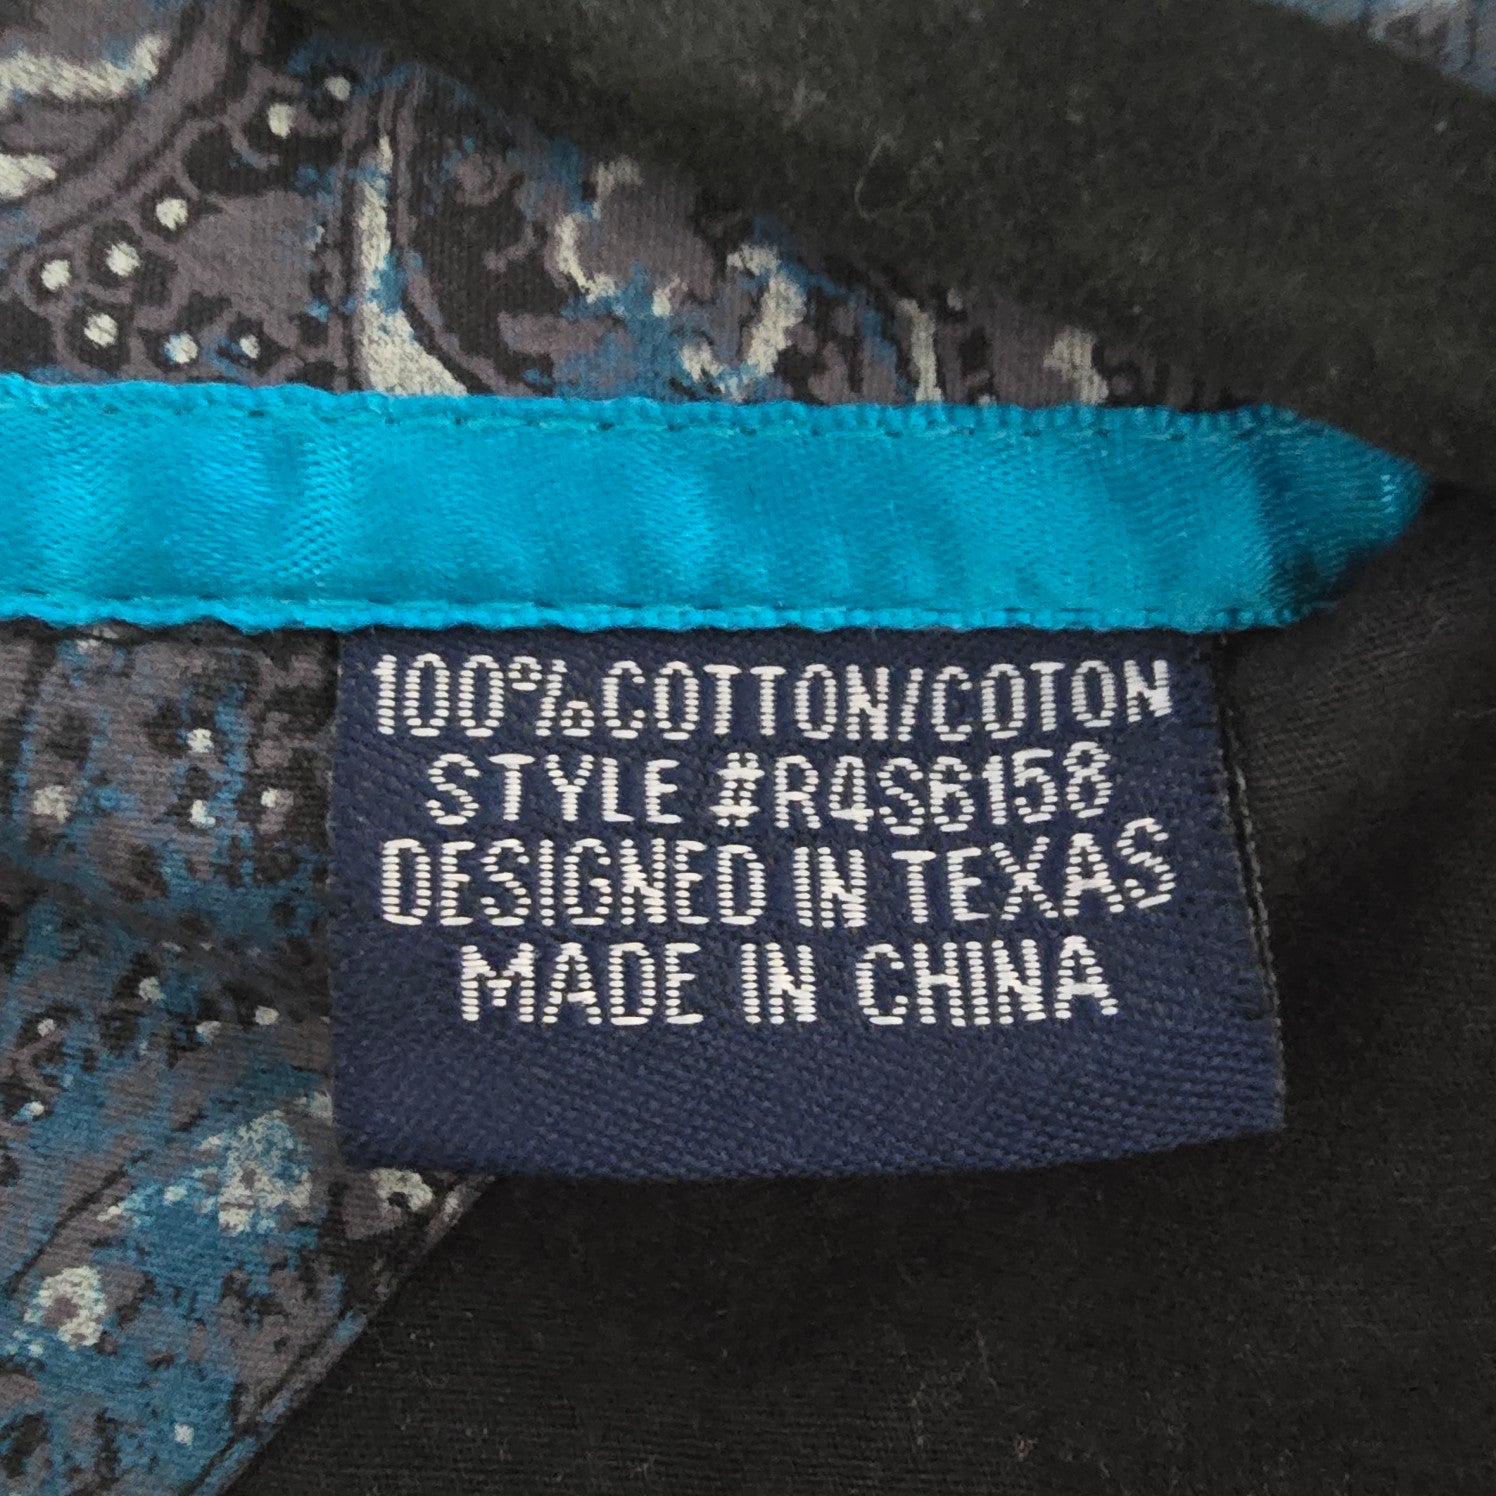 100% COTTON/COTON
STYLE #R4S6158
DESIGNED IN TEXAS
MADE IN CHINA